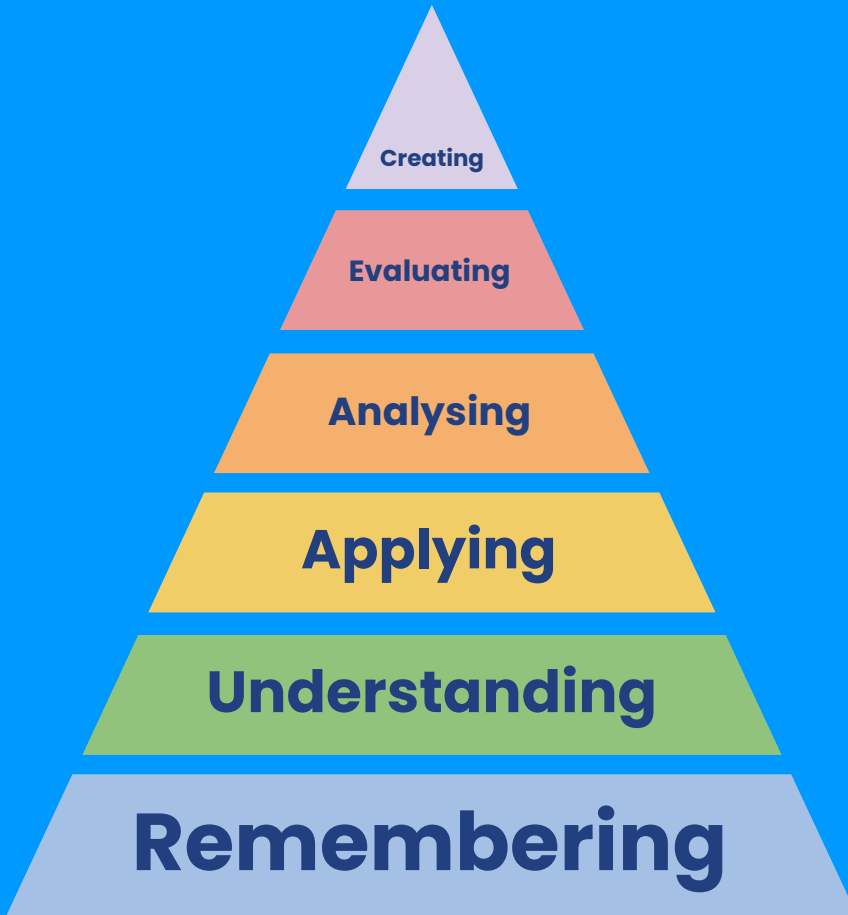 Creating
Evaluating
Analysing
Applying
Understanding
Remembering